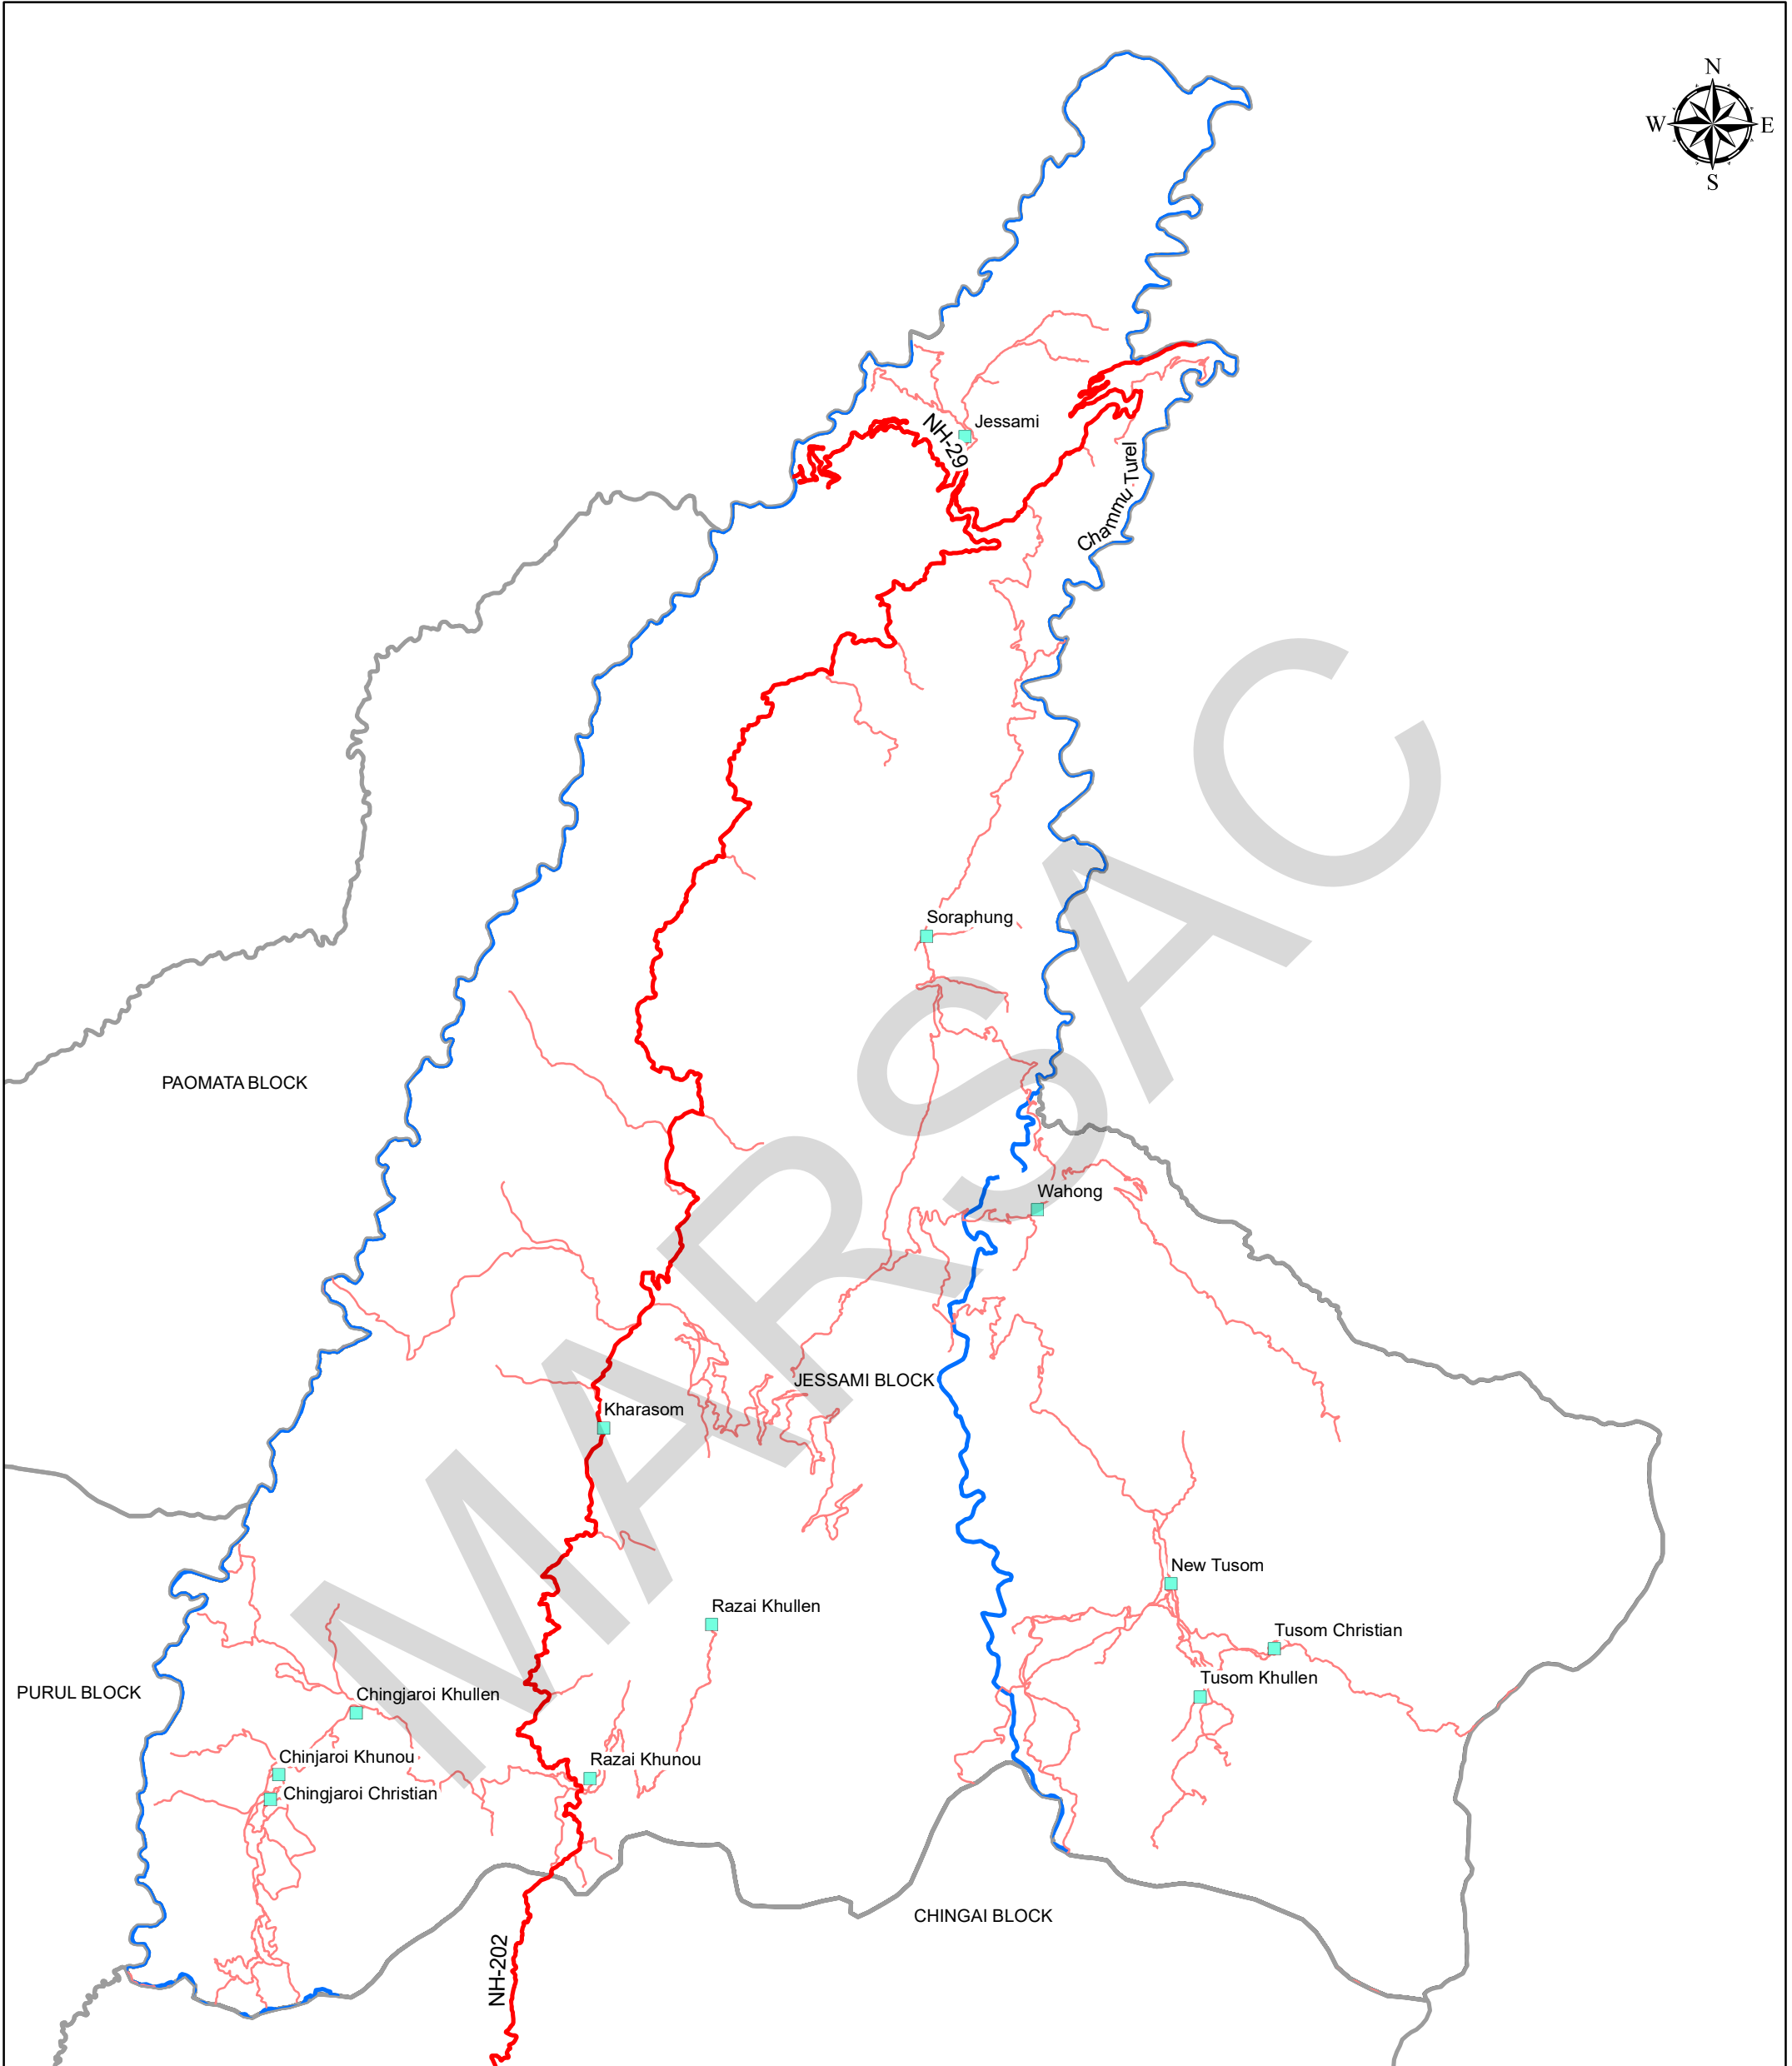 N
W E
S
Jessami
NH-29
Chammu Turel
Soraphung
PAOMATA BLOCK
Wahong
JESSAMI BLOCK
Kharasom
New Tusom
Razai Khullen
Tusom Christian
Tusom Khullen
PURUL BLOCK
Chingjaroi Khullen
Chinjaroi Khunou
Razai Khunou
Chingjaroi Christian
CHINGAI BLOCK
NH-202
MARSAC